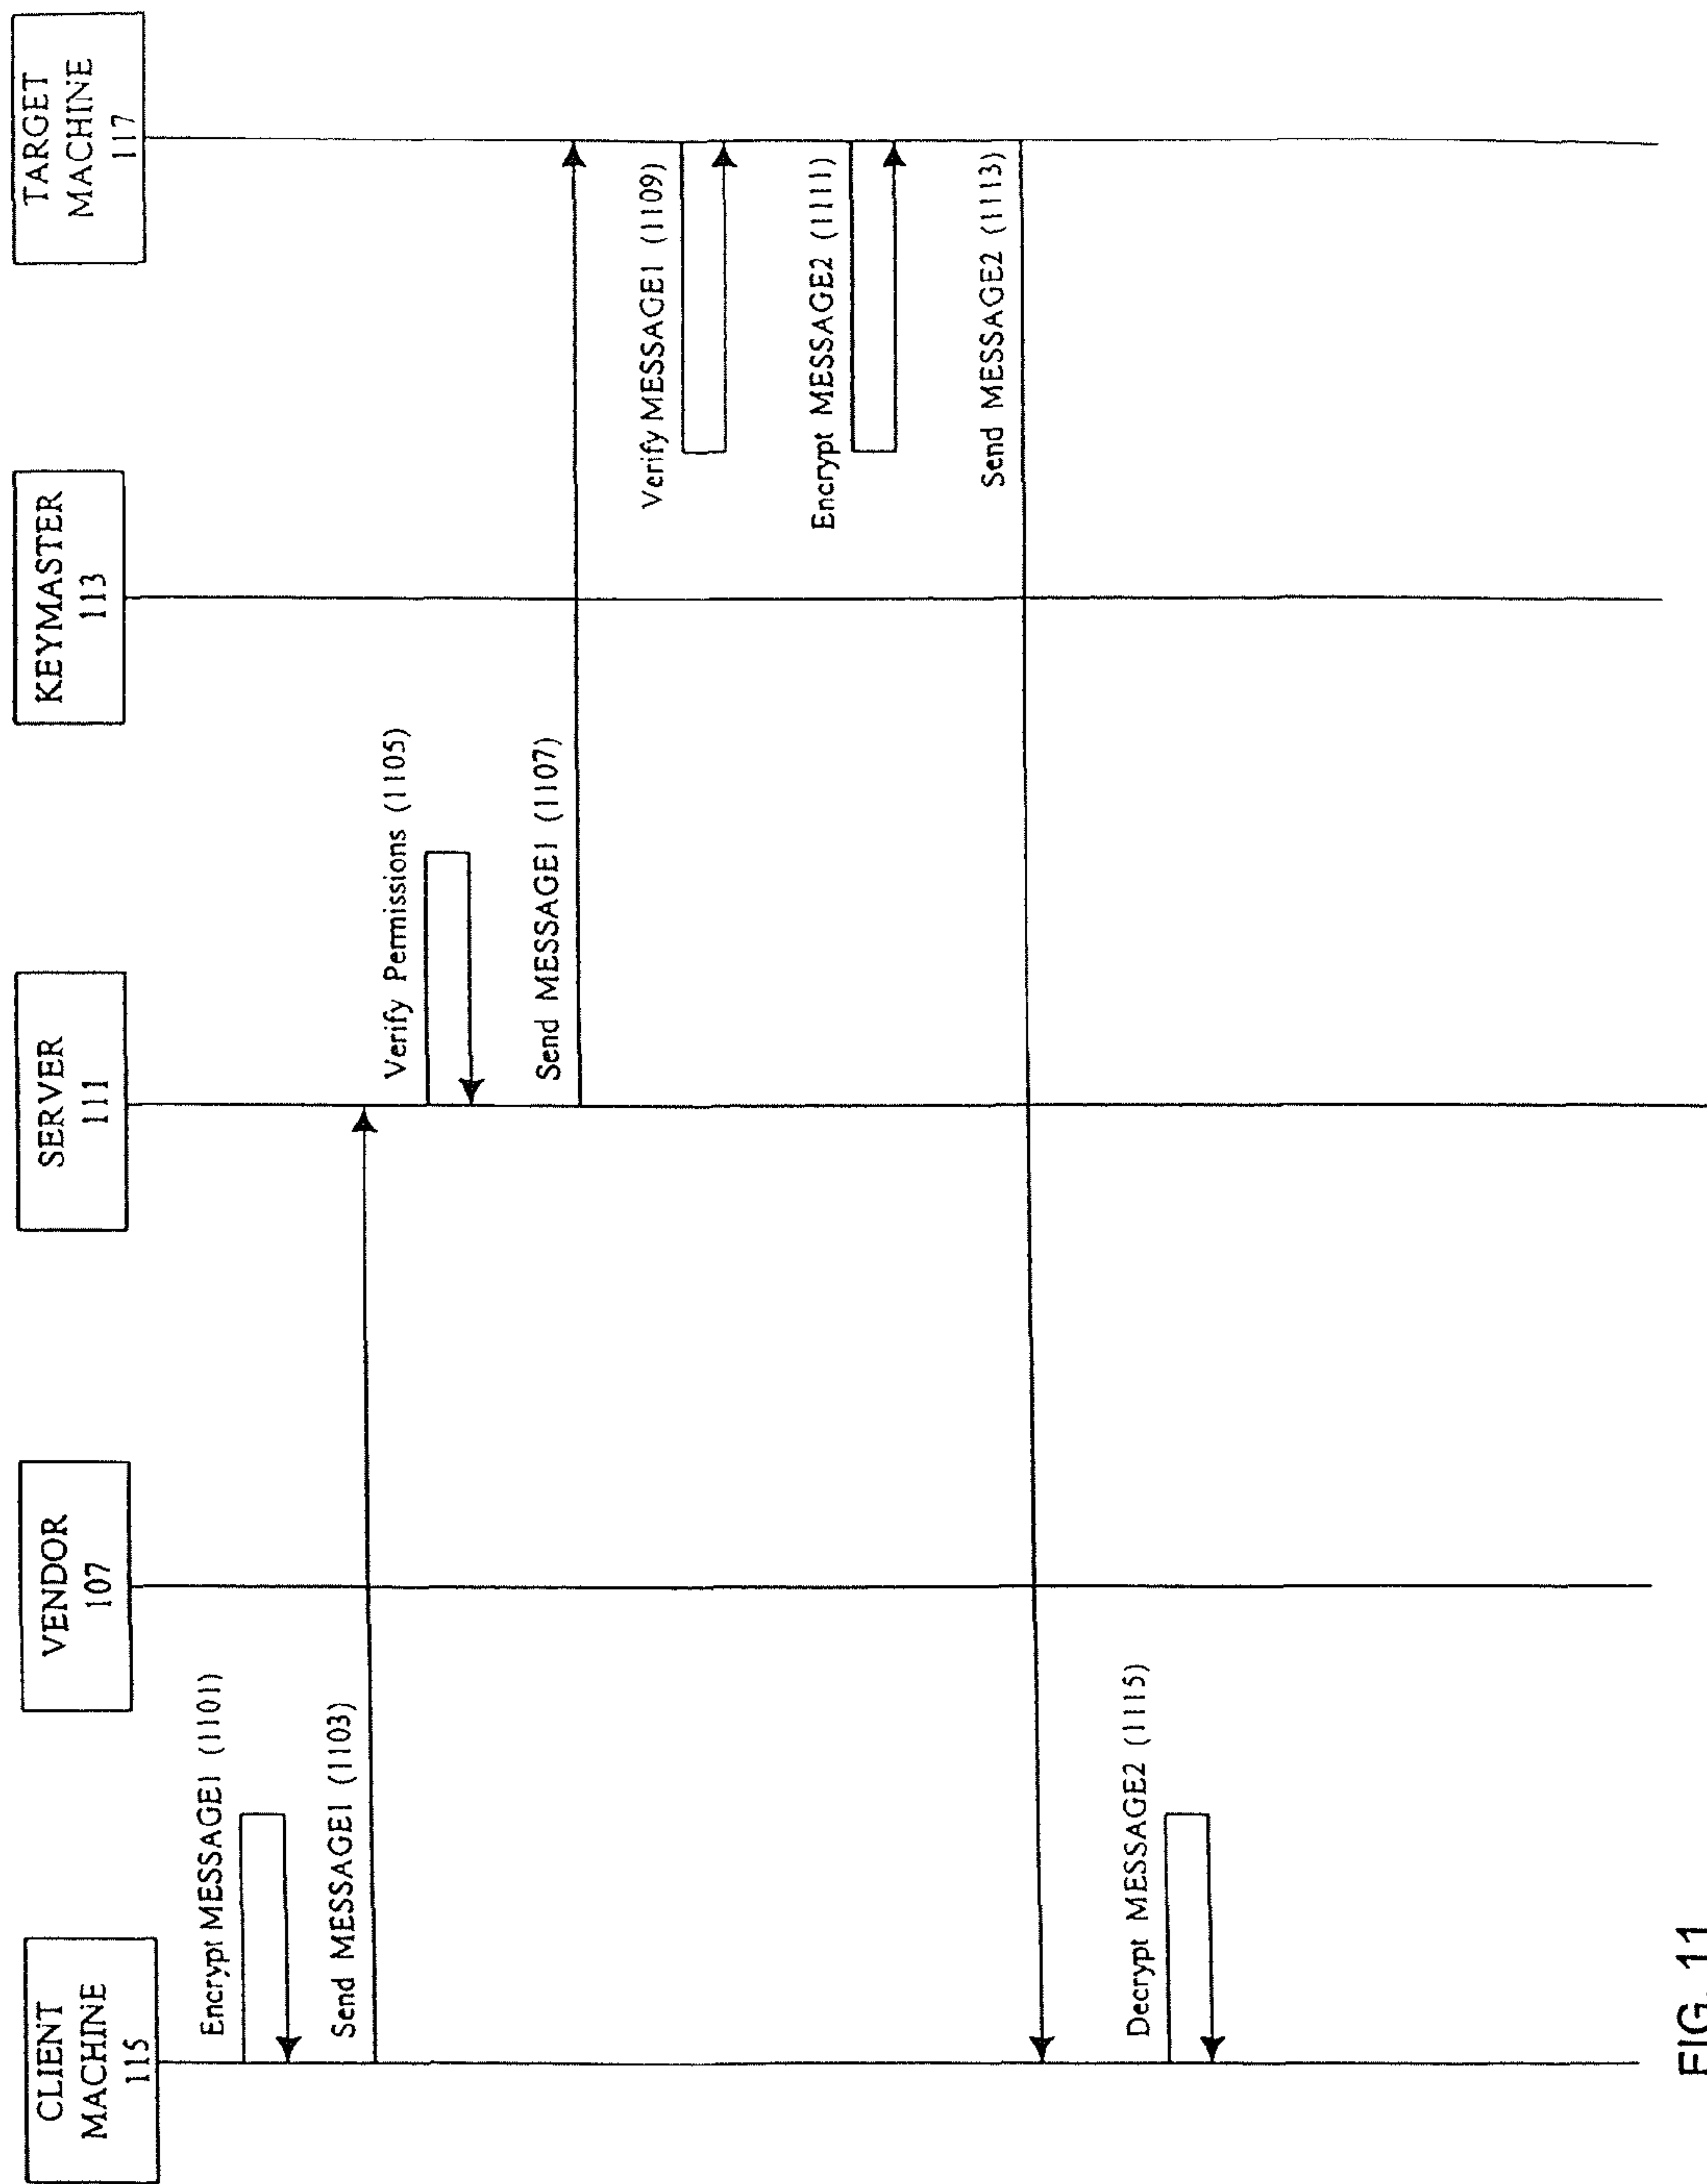 CLIENT
MACHINE
115
VENDOR
107
SERVER
111
KEYMASTER
113
TARGET
MACHINE
117
Encrypt MESSAGE1 (1101)
Send MESSAGE1 (1103)
Verify Permissions (1105)
Send MESSAGE1 (1107)
Verify MESSAGE1 (1109)
Encrypt MESSAGE2 (1111)
Send MESSAGE2 (1113)
Decrypt MESSAGE2 (1115)
FIG. 11